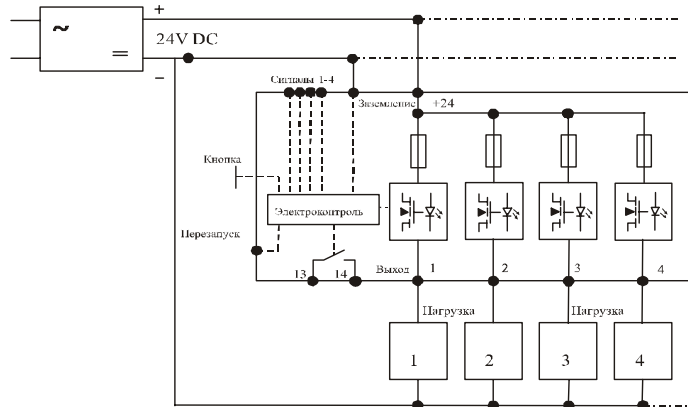 +
~
=
24V DC
−
Сигналы 1-4
Заземление
+24
Кнопка
Электроконтроль
Перезапуск
13
14
Выход
1
2
3
4
Нагрузка
Нагрузка
1
2
3
4